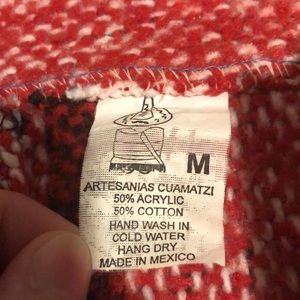 M
ARTESANIAS CUAMATZI
50% ACRYLIC
50% COTTON
HAND WASH IN
COLD WATER
HANG DRY
MADE IN MEXICO